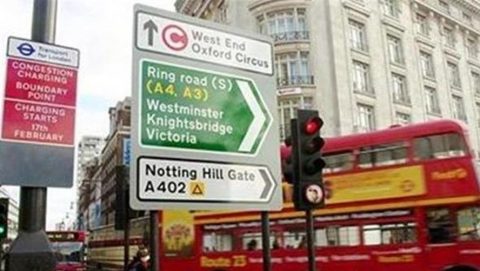 Transport
for London
CONGESTION
CHARGING
BOUNDARY
POINT
CHARGING
STARTS
17th
FEBRUARY
C West End
Oxford Circus
Ring road (S)
(A4, A3)
Westminster
Knightsbridge
Victoria
Notting Hill Gate
A402
Route 23